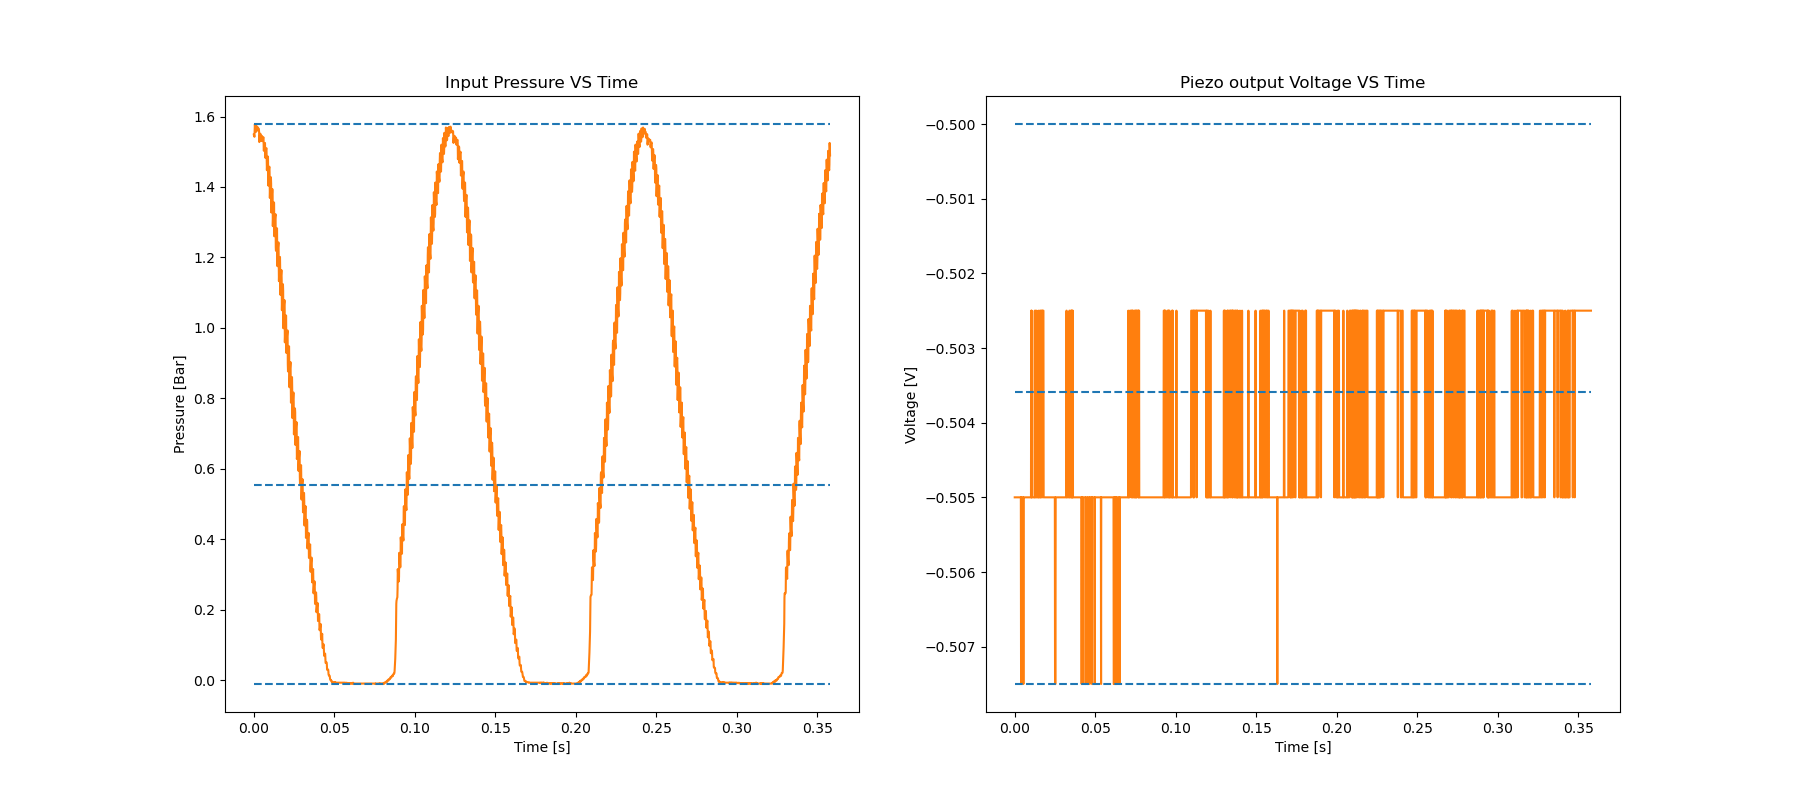 Input Pressure VS Time
1.6
1.4
1.2
1.0
0.8
0.6
0.4
0.2
0.0
Pressure [Bar]
0.00 0.05 0.10 0.15 0.20 0.25 0.30 0.35
Time [s]
Piezo output Voltage VS Time
−0.500
−0.501
−0.502
−0.503
−0.504
−0.505
−0.506
−0.507
Voltage [V]
0.00 0.05 0.10 0.15 0.20 0.25 0.30 0.35
Time [s]